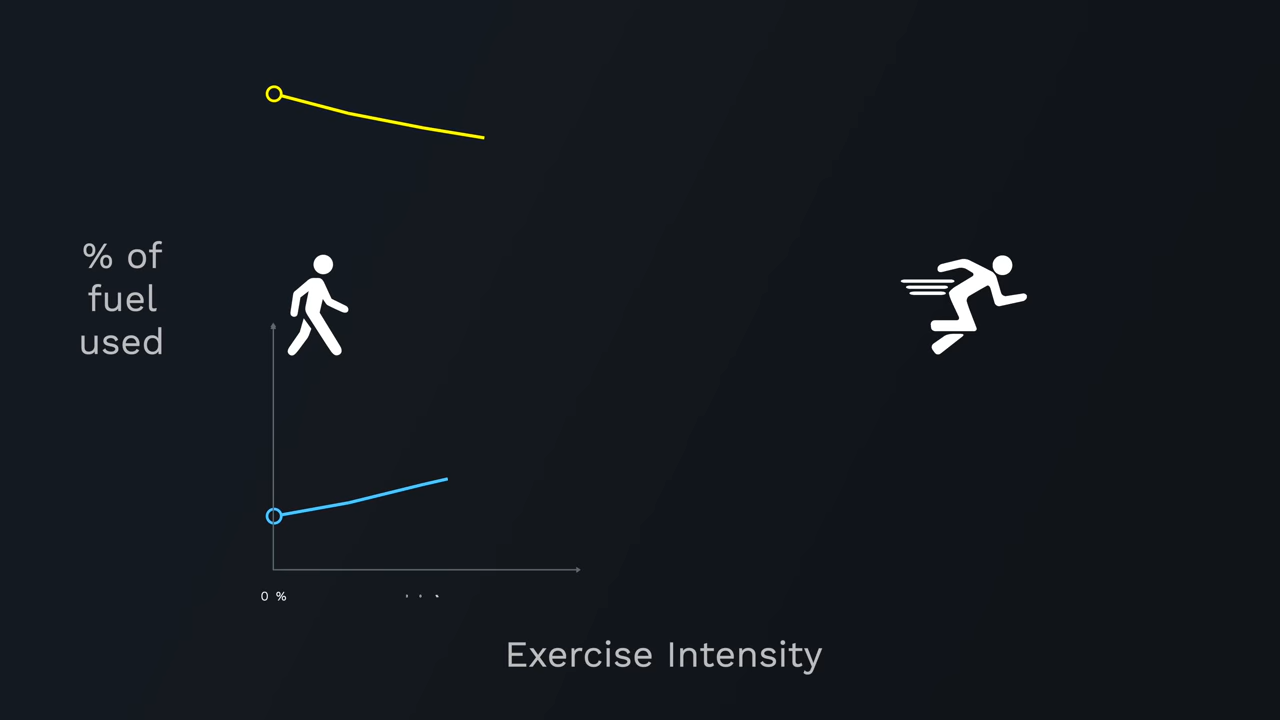 % of
fuel
used
0 %
Exercise Intensity